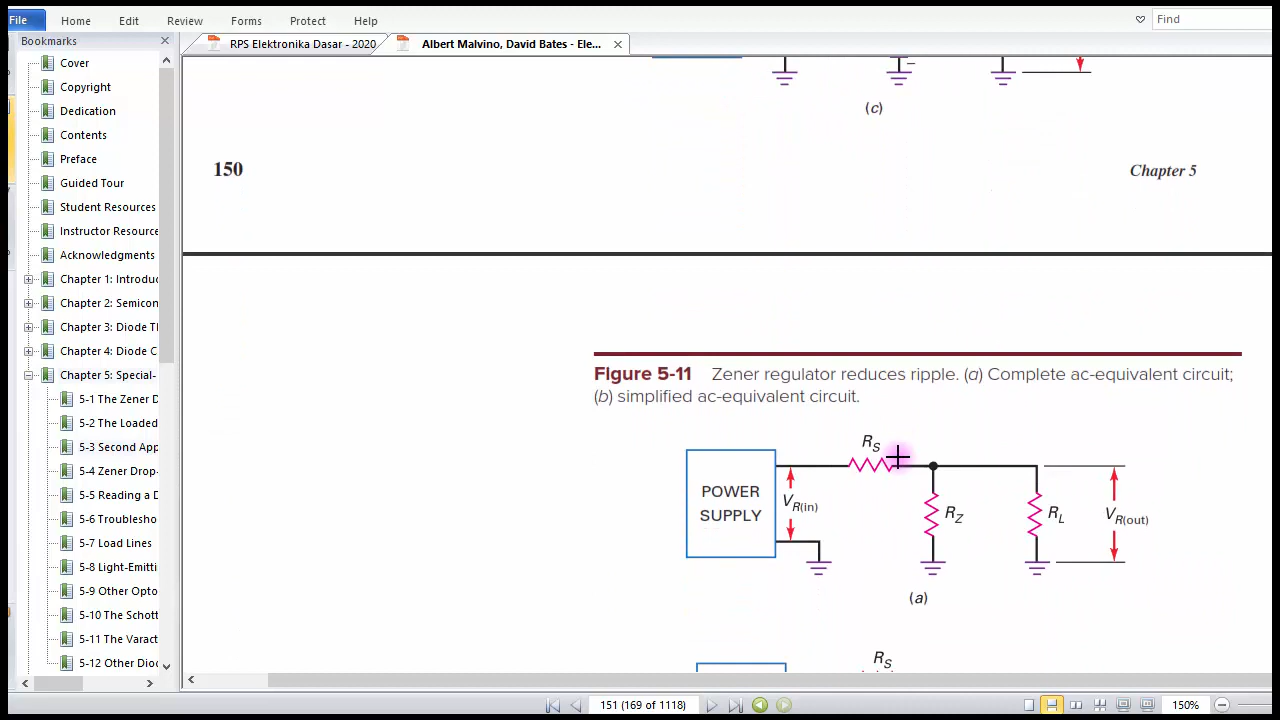 File Home Edit Review Forms Protect Help Find
Bookmarks
RPS Elektronika Dasar - 2020
Albert Malvino, David Bates - Ele...
Cover
Copyright
Dedication
Contents
Preface
Guided Tour
Student Resources
Instructor Resource
Acknowledgments
Chapter 1: Introduc
Chapter 2: Semicon
Chapter 3: Diode Tl
Chapter 4: Diode C
Chapter 5: Special-
5-1 The Zener D
5-2 The Loaded
5-3 Second App
5-4 Zener Drop-
5-5 Reading a D
5-6 Troublesho
5-7 Load Lines
5-8 Light-Emitti
5-9 Other Opto
5-10 The Schott
5-11 The Varact
5-12 Other Diod
(c)
150
Chapter 5
Figure 5-11 Zener regulator reduces ripple. (a) Complete ac-equivalent circuit;
(b) simplified ac-equivalent circuit.
RS
POWER
SUPPLY
VR(in)
RZ
RL
VR(out)
(a)
RS
151 (169 of 1118)
150%